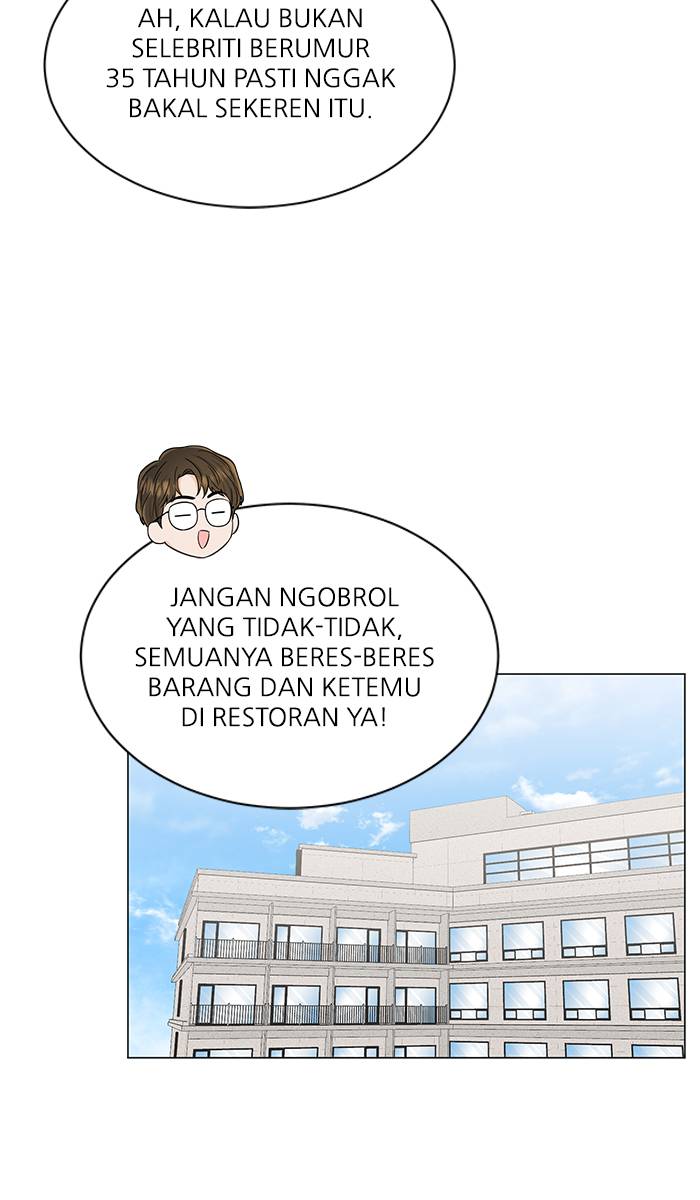 AH, KALAU BUKAN
SELEBRITI BERUMUR
35 TAHUN PASTI NGGAK
BAKAL SEKEREN ITU.
JANGAN NGOBROL
YANG TIDAK-TIDAK,
SEMUANYA BERES-BERES
BARANG DAN KETEMU
DI RESTORAN YA!